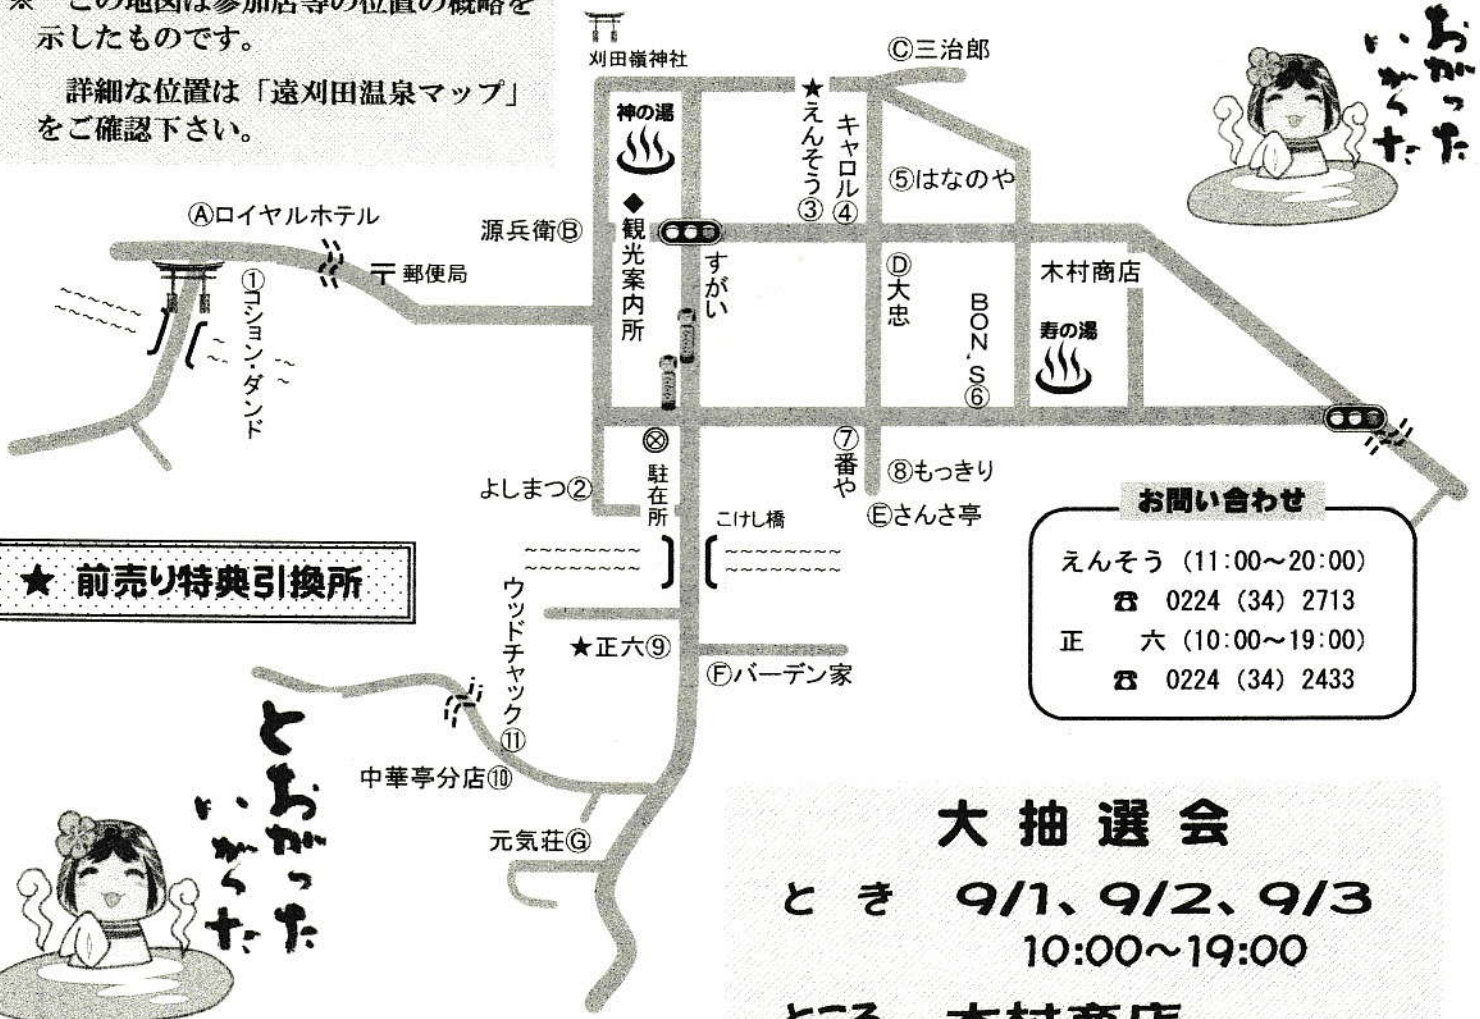 ※　この地図は参加店等の位置の概略を
示したものです。
詳細な位置は「遠刈田温泉マップ」
をご確認下さい。
刈田嶺神社
Ⓒ三治郎
おがった
いがった
神の湯
★えんそう③
キャロル④
⑤はなのや
Ⓐロイヤルホテル
源兵衛Ⓑ
◆観光案内所
すがい
Ⓓ大忠
木村商店
〒郵便局
①コション・ダンド
BON'S⑥
寿の湯
よしまつ②
駐在所
⑦番や
⑧もっきり
Ⓔさんさ亭
こけし橋
お問い合わせ
えんそう (11:00～20:00)
☎ 0224 (34) 2713
正　六 (10:00～19:00)
☎ 0224 (34) 2433
★ 前売り特典引換所
ウッドチャック⑪
★正六⑨
Ⓕバーデン家
中華亭分店⑩
元気荘Ⓖ
とおがった
いがった
大抽選会
とき　9/1、9/2、9/3
10:00～19:00
ところ　木村商店